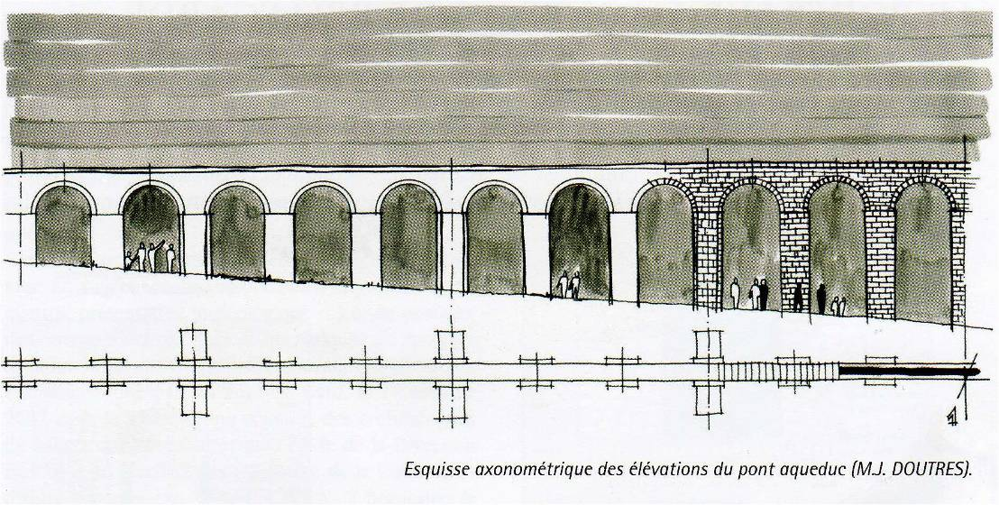 Esquisse axonométrique des élévations du pont aqueduc (M.J. DOUTRES).